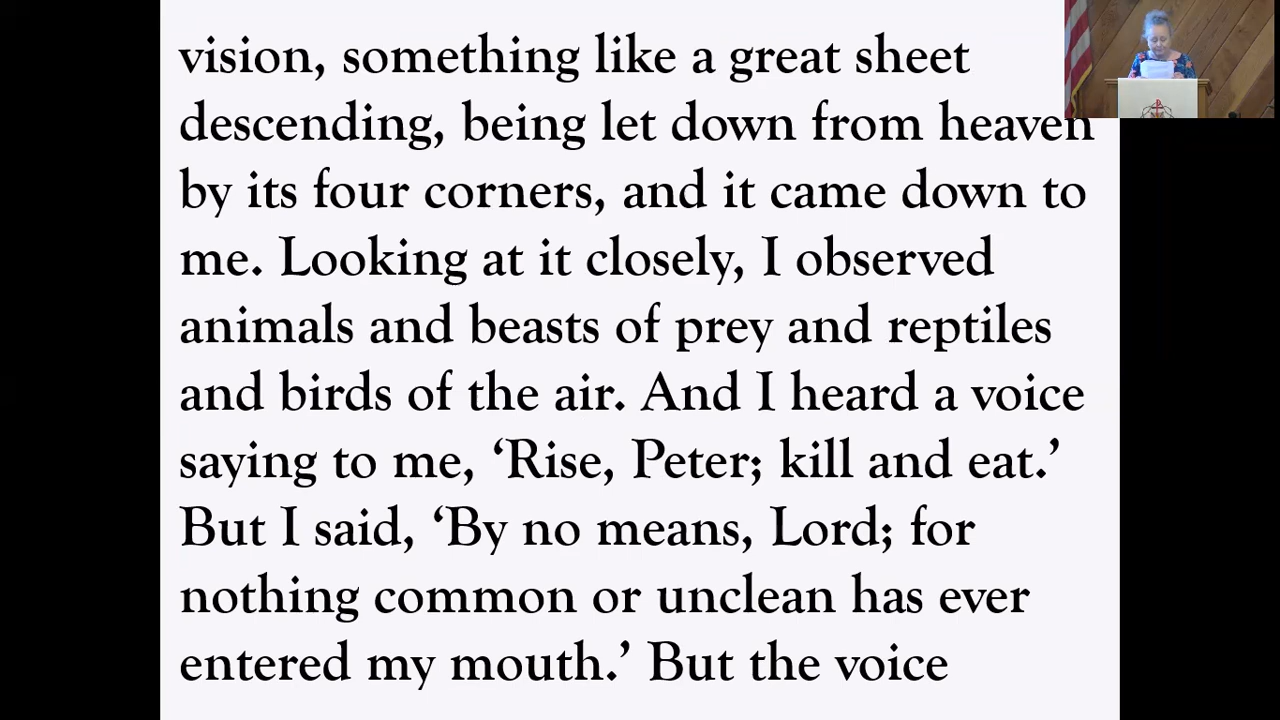 vision, something like a great sheet
descending, being let down from heaven
by its four corners, and it came down to
me. Looking at it closely, I observed
animals and beasts of prey and reptiles
and birds of the air. And I heard a voice
saying to me, ‘Rise, Peter; kill and eat.’
But I said, ‘By no means, Lord; for
nothing common or unclean has ever
entered my mouth.’ But the voice